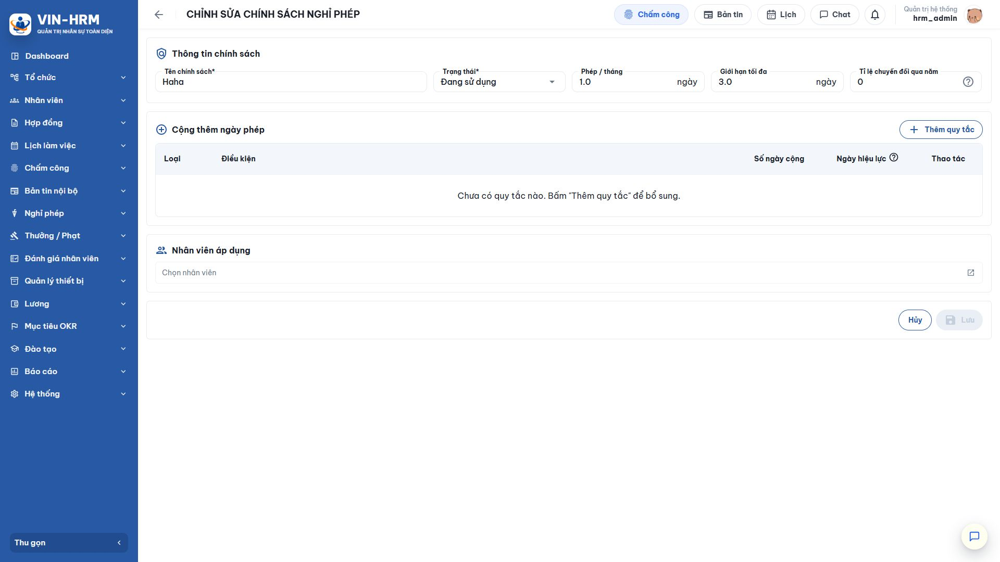 VIN-HRM
QUẢN TRỊ NHÂN SỰ TOÀN DIỆN
Dashboard
Tổ chức
Nhân viên
Hợp đồng
Lịch làm việc
Chấm công
Bản tin nội bộ
Nghỉ phép
Thưởng / Phạt
Đánh giá nhân viên
Quản lý thiết bị
Lương
Mục tiêu OKR
Đào tạo
Báo cáo
Hệ thống
Thu gọn
CHỈNH SỬA CHÍNH SÁCH NGHỈ PHÉP
Chấm công
Bản tin
Lịch
Chat
Quản trị hệ thống
hrm_admin
Thông tin chính sách
Tên chính sách*
Haha
Trạng thái*
Đang sử dụng
Phép / tháng
1.0 ngày
Giới hạn tối đa
3.0 ngày
Tỉ lệ chuyển đổi qua năm
0
Cộng thêm ngày phép
Thêm quy tắc
Loại Điều kiện Số ngày cộng Ngày hiệu lực Thao tác
Chưa có quy tắc nào. Bấm "Thêm quy tắc" để bổ sung.
Nhân viên áp dụng
Chọn nhân viên
Hủy
Lưu